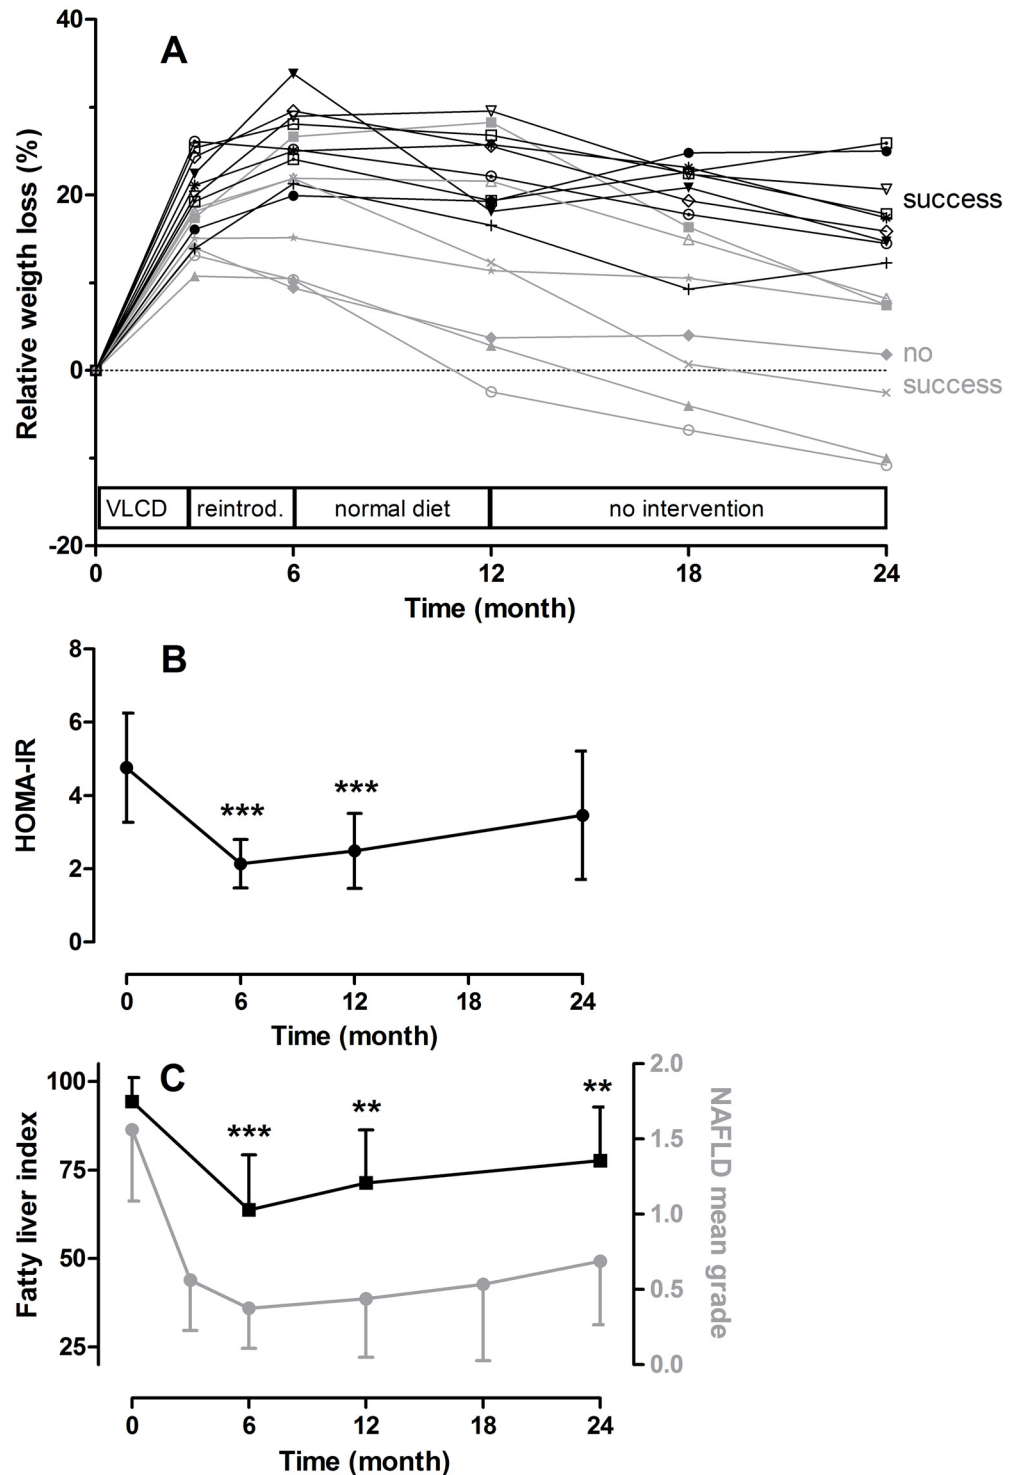 40
A
20
0
-20
Relative weigth loss (%)
success
no
success
VLCD reintrod. normal diet no intervention
0 6 12 18 24
Time (month)
B
8
6
4
2
0
HOMA-IR
*** ***
0 6 12 18 24
Time (month)
C
100
75
50
25
Fatty liver index
*** ** **
2.0
1.5
1.0
0.5
0.0
NAFLD mean grade
0 6 12 18 24
Time (month)